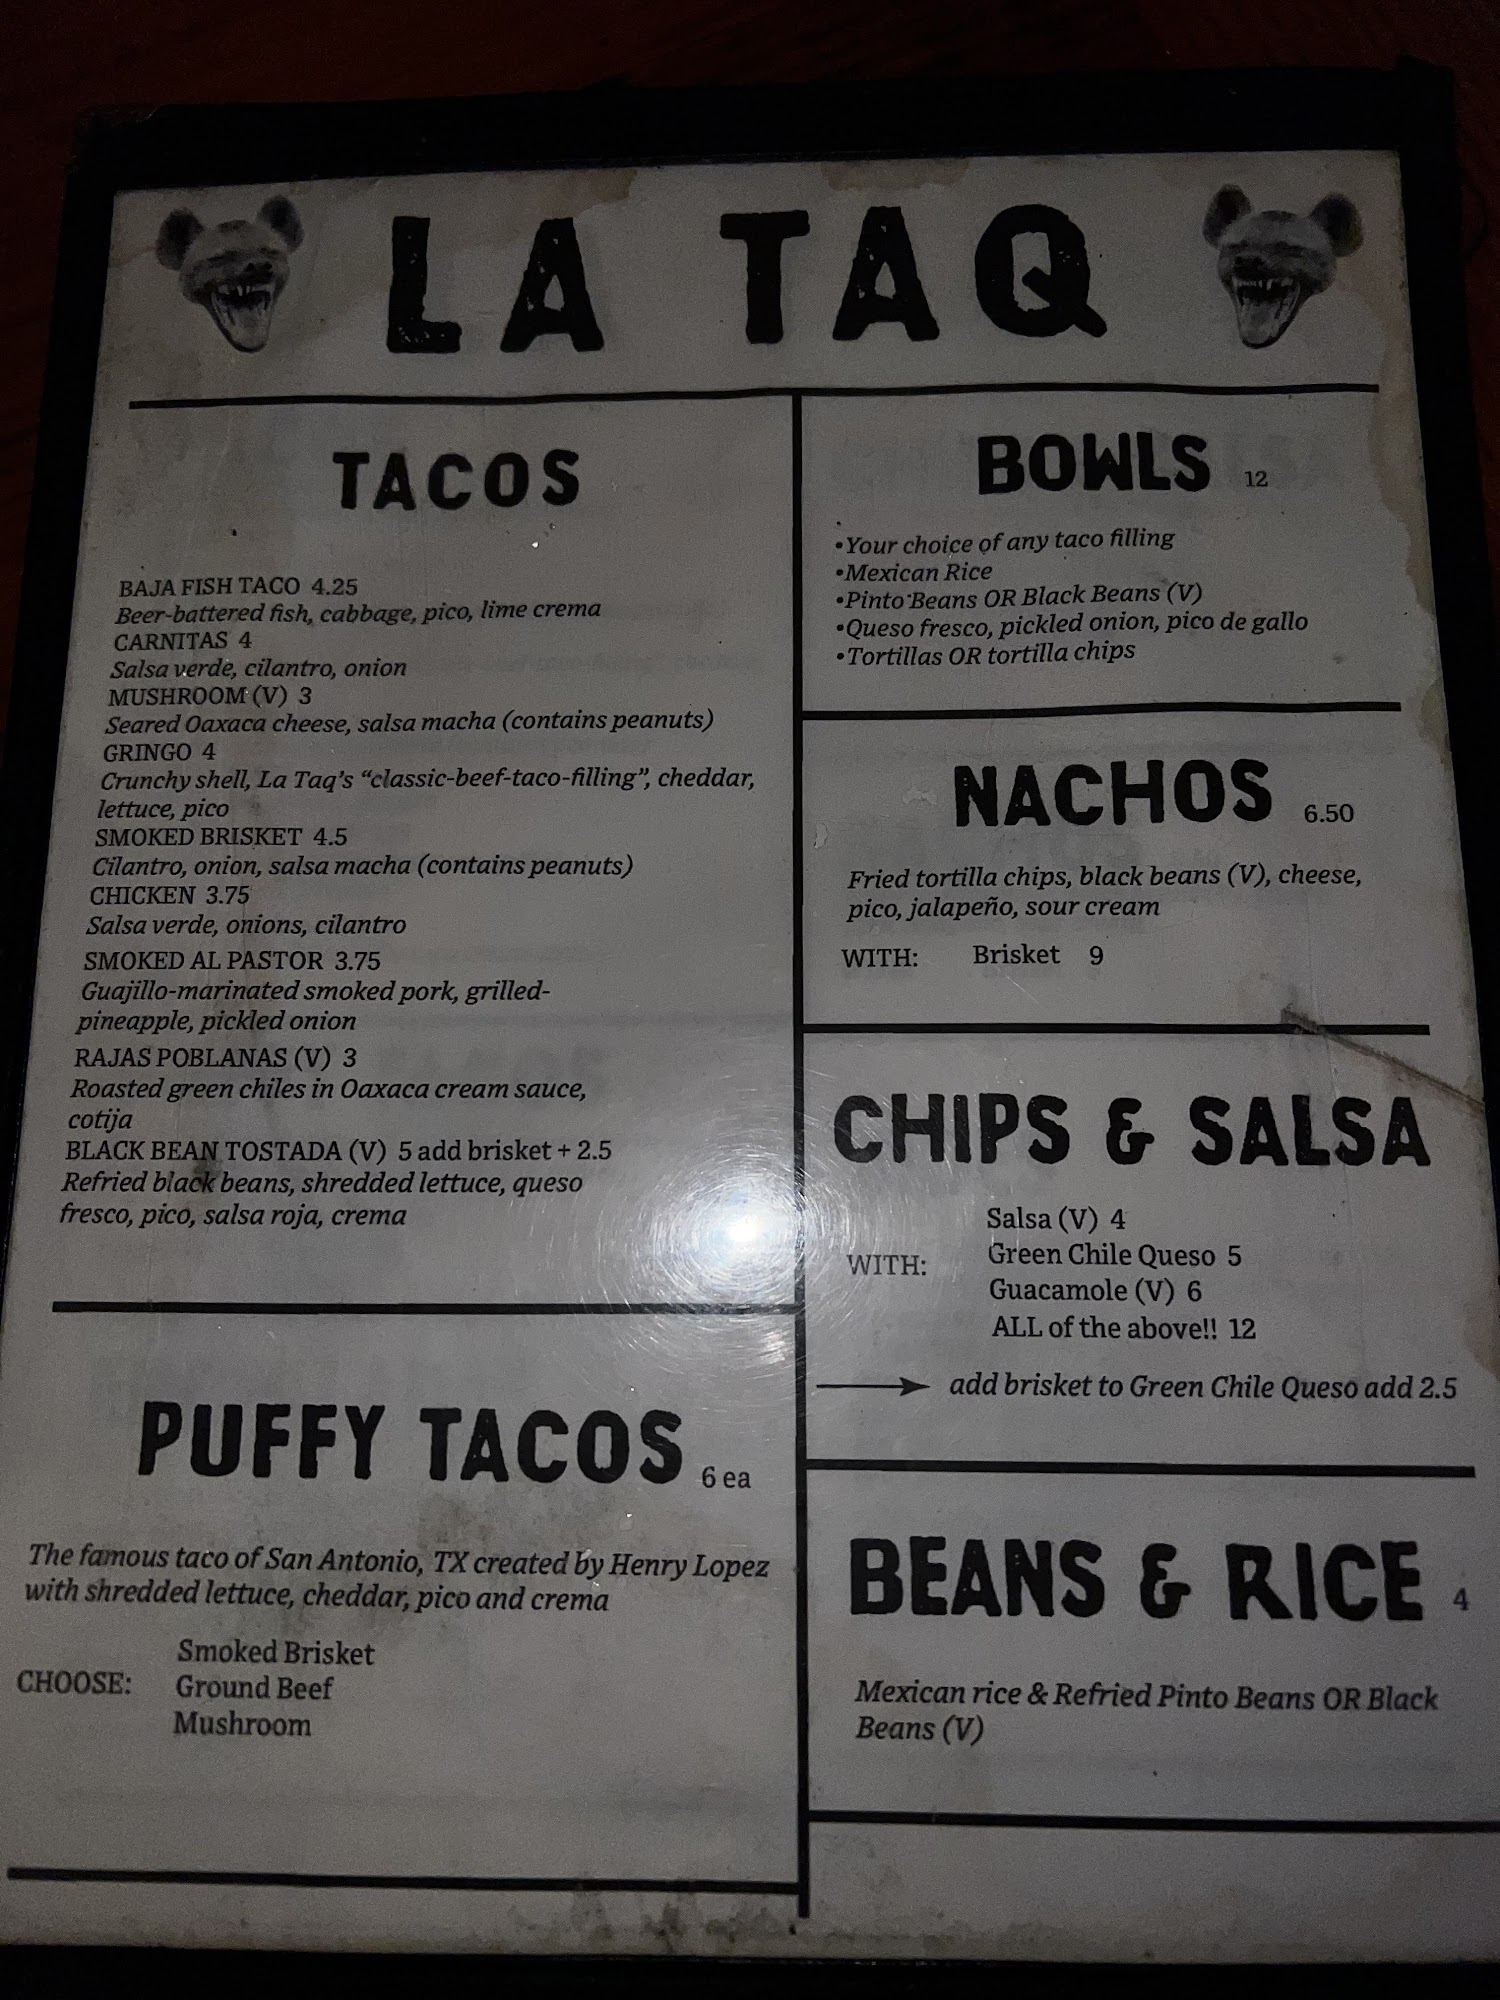 LA TAQ
TACOS
BAJA FISH TACO 4.25
Beer-battered fish, cabbage, pico, lime crema
CARNITAS 4
Salsa verde, cilantro, onion
MUSHROOM (V) 3
Seared Oaxaca cheese, salsa macha (contains peanuts)
GRINGO 4
Crunchy shell, La Taq's “classic-beef-taco-filling”, cheddar,
lettuce, pico
SMOKED BRISKET 4.5
Cilantro, onion, salsa macha (contains peanuts)
CHICKEN 3.75
Salsa verde, onions, cilantro
SMOKED AL PASTOR 3.75
Guajillo-marinated smoked pork, grilled-
pineapple, pickled onion
RAJAS POBLANAS (V) 3
Roasted green chiles in Oaxaca cream sauce,
cotija
BLACK BEAN TOSTADA (V) 5 add brisket + 2.5
Refried black beans, shredded lettuce, queso
fresco, pico, salsa roja, crema
PUFFY TACOS 6 ea
The famous taco of San Antonio, TX created by Henry Lopez
with shredded lettuce, cheddar, pico and crema
CHOOSE:
Smoked Brisket
Ground Beef
Mushroom
BOWLS 12
•Your choice of any taco filling
•Mexican Rice
•Pinto Beans OR Black Beans (V)
•Queso fresco, pickled onion, pico de gallo
•Tortillas OR tortilla chips
NACHOS 6.50
Fried tortilla chips, black beans (V), cheese,
pico, jalapeño, sour cream
WITH: Brisket 9
CHIPS & SALSA
WITH:
Salsa (V) 4
Green Chile Queso 5
Guacamole (V) 6
ALL of the above!! 12
add brisket to Green Chile Queso add 2.5
BEANS & RICE 4
Mexican rice & Refried Pinto Beans OR Black
Beans (V)